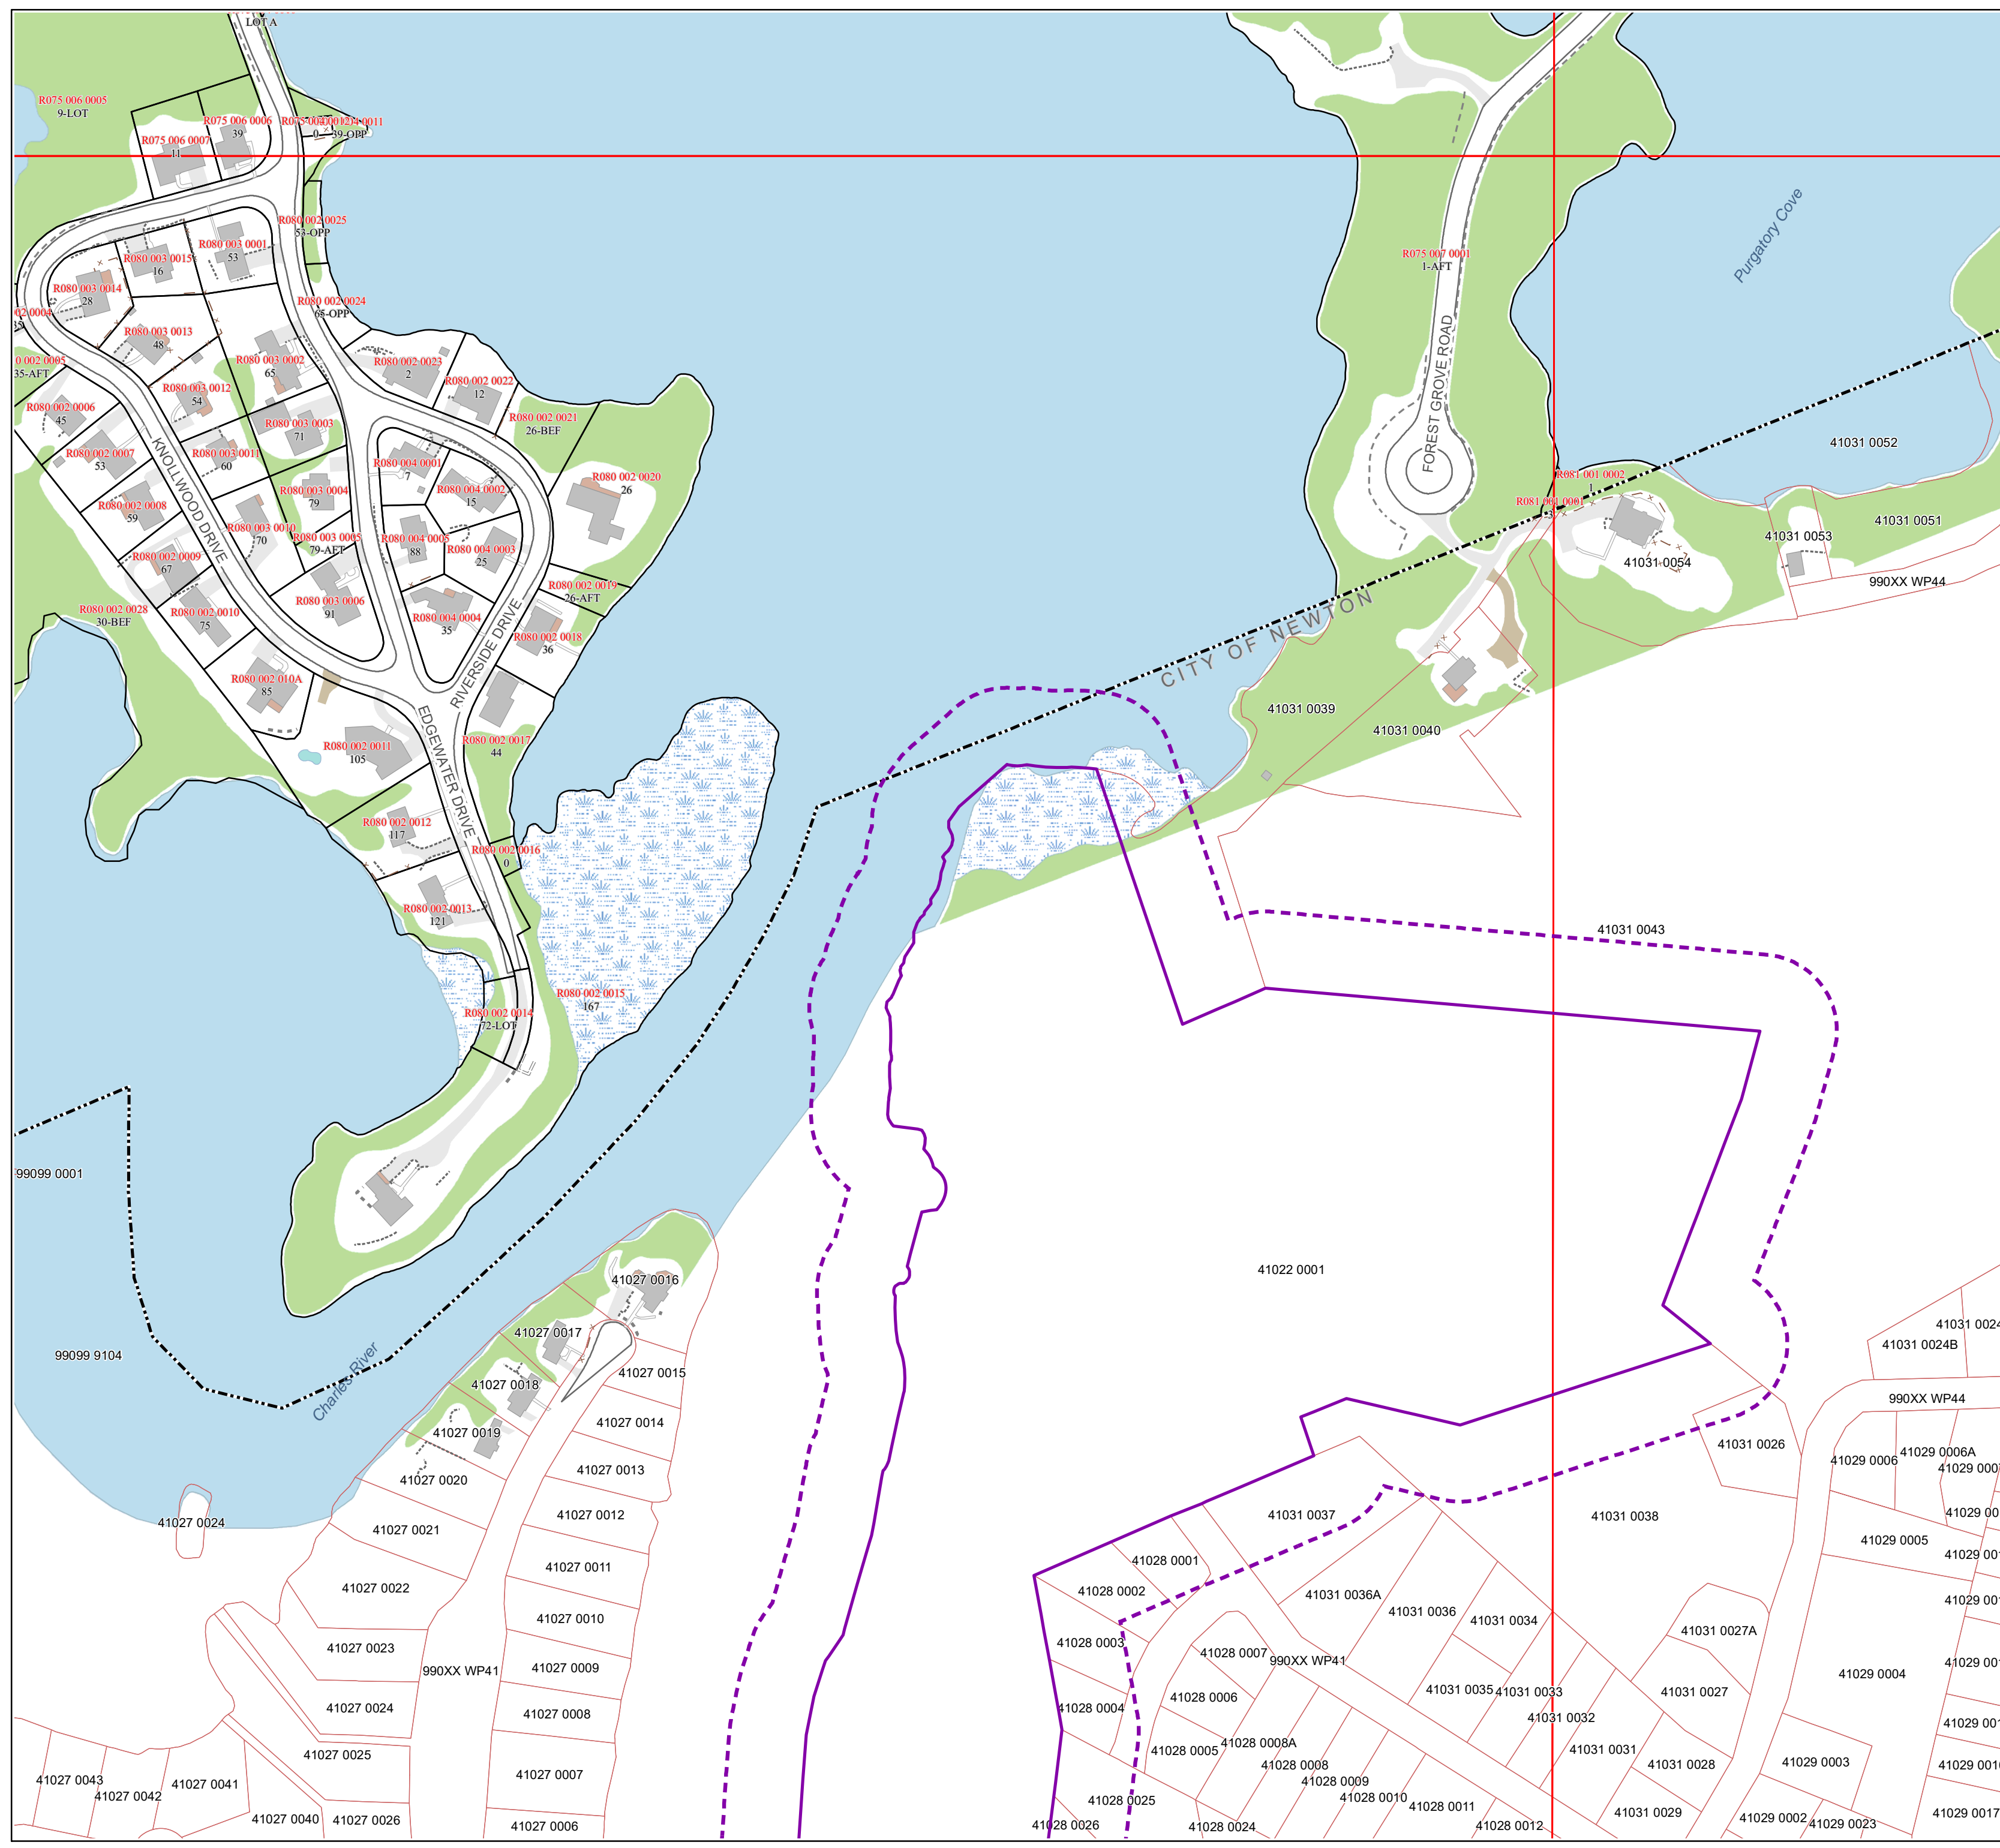 LOT A
R075 006 0005
9-LOT
R075 006 0006
39
R075 006 0007
11
39-OPP
R080 002 0025
53-OPP
R080 003 0001
53
R080 003 0015
16
R080 003 0014
28
R080 002 0024
65-OPP
R080 003 0013
48
R080 003 0002
65
R080 002 0023
2
R080 002 0022
12
35-AFT
R080 003 0012
54
R080 002 0006
45
R080 002 0021
26-BEF
R080 003 0003
71
R080 002 0007
53
R080 003 0011
60
R080 004 0001
7
R080 002 0020
26
R080 003 0004
79
R080 004 0002
15
R080 002 0008
59
R080 003 0010
70
R080 003 0005
79-AFT
R080 004 0005
88
R080 004 0003
25
R080 002 0009
67
R080 002 0019
26-AFT
R080 002 0028
30-BEF
R080 002 0010
75
R080 003 0006
91
R080 004 0004
35
R080 002 0018
36
R080 002 010A
85
R080 002 0011
105
R080 002 0017
44
R080 002 0012
117
R080 002 0016
0
R080 002 0013
121
R080 002 0015
167
R080 002 0014
72-LOT
KNOLLWOOD DRIVE
RIVERSIDE DRIVE
EDGEWATER DRIVE
FOREST GROVE ROAD
R075 007 0001
1-AFT
Purgatory Cove
R081 001 0002
1
R081 001 0001
3
CITY OF NEWTON
41031 0052
41031 0051
41031 0053
41031 0054
990XX WP44
41031 0039
41031 0040
41031 0043
99099 0001
99099 9104
Charles River
41022 0001
41027 0016
41027 0017
41027 0015
41027 0018
41027 0014
41027 0019
41027 0013
41027 0020
41027 0012
41027 0024
41027 0021
41027 0011
41027 0022
41027 0010
41027 0023
41027 0009
990XX WP41
41027 0024
41027 0008
41027 0025
41027 0007
41027 0043
41027 0042
41027 0041
41027 0040
41027 0026
41027 0006
41031 0024
41031 0024B
990XX WP44
41031 0026
41029 0006
41029 0006A
41031 0037
41031 0038
41029 0005
41028 0001
41028 0002
41031 0036A
41031 0036
41031 0034
41028 0003
41028 0007
990XX WP41
41031 0027A
41029 0004
41028 0004
41028 0006
41031 0035
41031 0033
41031 0027
41031 0032
41028 0005
41028 0008A
41028 0008
41031 0031
41031 0028
41029 0003
41028 0009
41028 0010
41028 0011
41028 0025
41028 0026
41028 0024
41028 0012
41031 0029
41029 0002
41029 0023
41029 0017